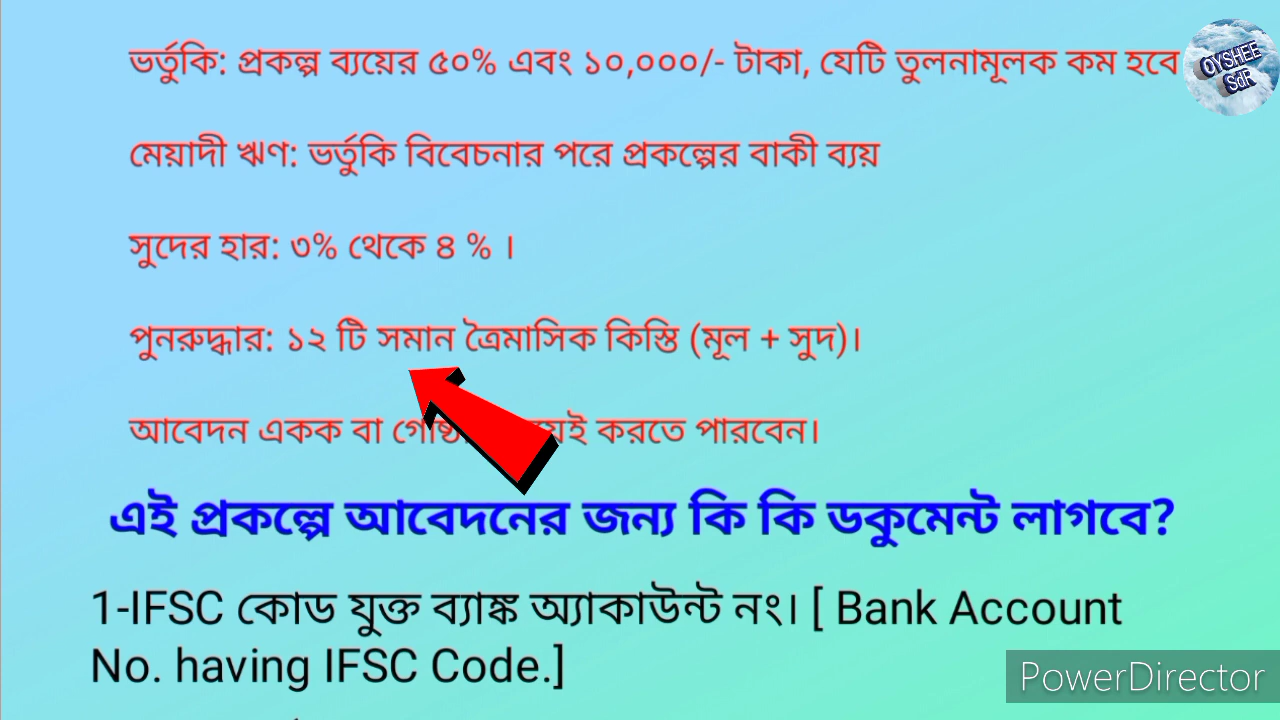 ভর্তুকি: প্রকল্প ব্যয়ের ৫০% এবং ১০,০০০/- টাকা, যেটি তুলনামূলক কম হবে
OYSHEE
SdR
মেয়াদী ঋণ: ভর্তুকি বিবেচনার পরে প্রকল্পের বাকী ব্যয়
সুদের হার: ৩% থেকে ৪ % ।
পুনরুদ্ধার: ১২ টি সমান ত্রৈমাসিক কিস্তি (মূল + সুদ)।
আবেদন একক বা করতে পারবেন।
এই প্রকল্পে আবেদনের জন্য কি কি ডকুমেন্ট লাগবে?
1-IFSC কোড যুক্ত ব্যাঙ্ক অ্যাকাউন্ট নং। [ Bank Account
No. having IFSC Code.]
PowerDirector